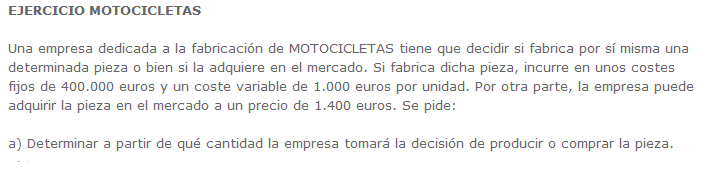 EJERCICIO MOTOCICLETAS
Una empresa dedicada a la fabricación de MOTOCICLETAS tiene que decidir si fabrica por sí misma una
determinada pieza o bien si la adquiere en el mercado. Si fabrica dicha pieza, incurre en unos costes
fijos de 400.000 euros y un coste variable de 1.000 euros por unidad. Por otra parte, la empresa puede
adquirir la pieza en el mercado a un precio de 1.400 euros. Se pide:
a) Determinar a partir de qué cantidad la empresa tomará la decisión de producir o comprar la pieza.